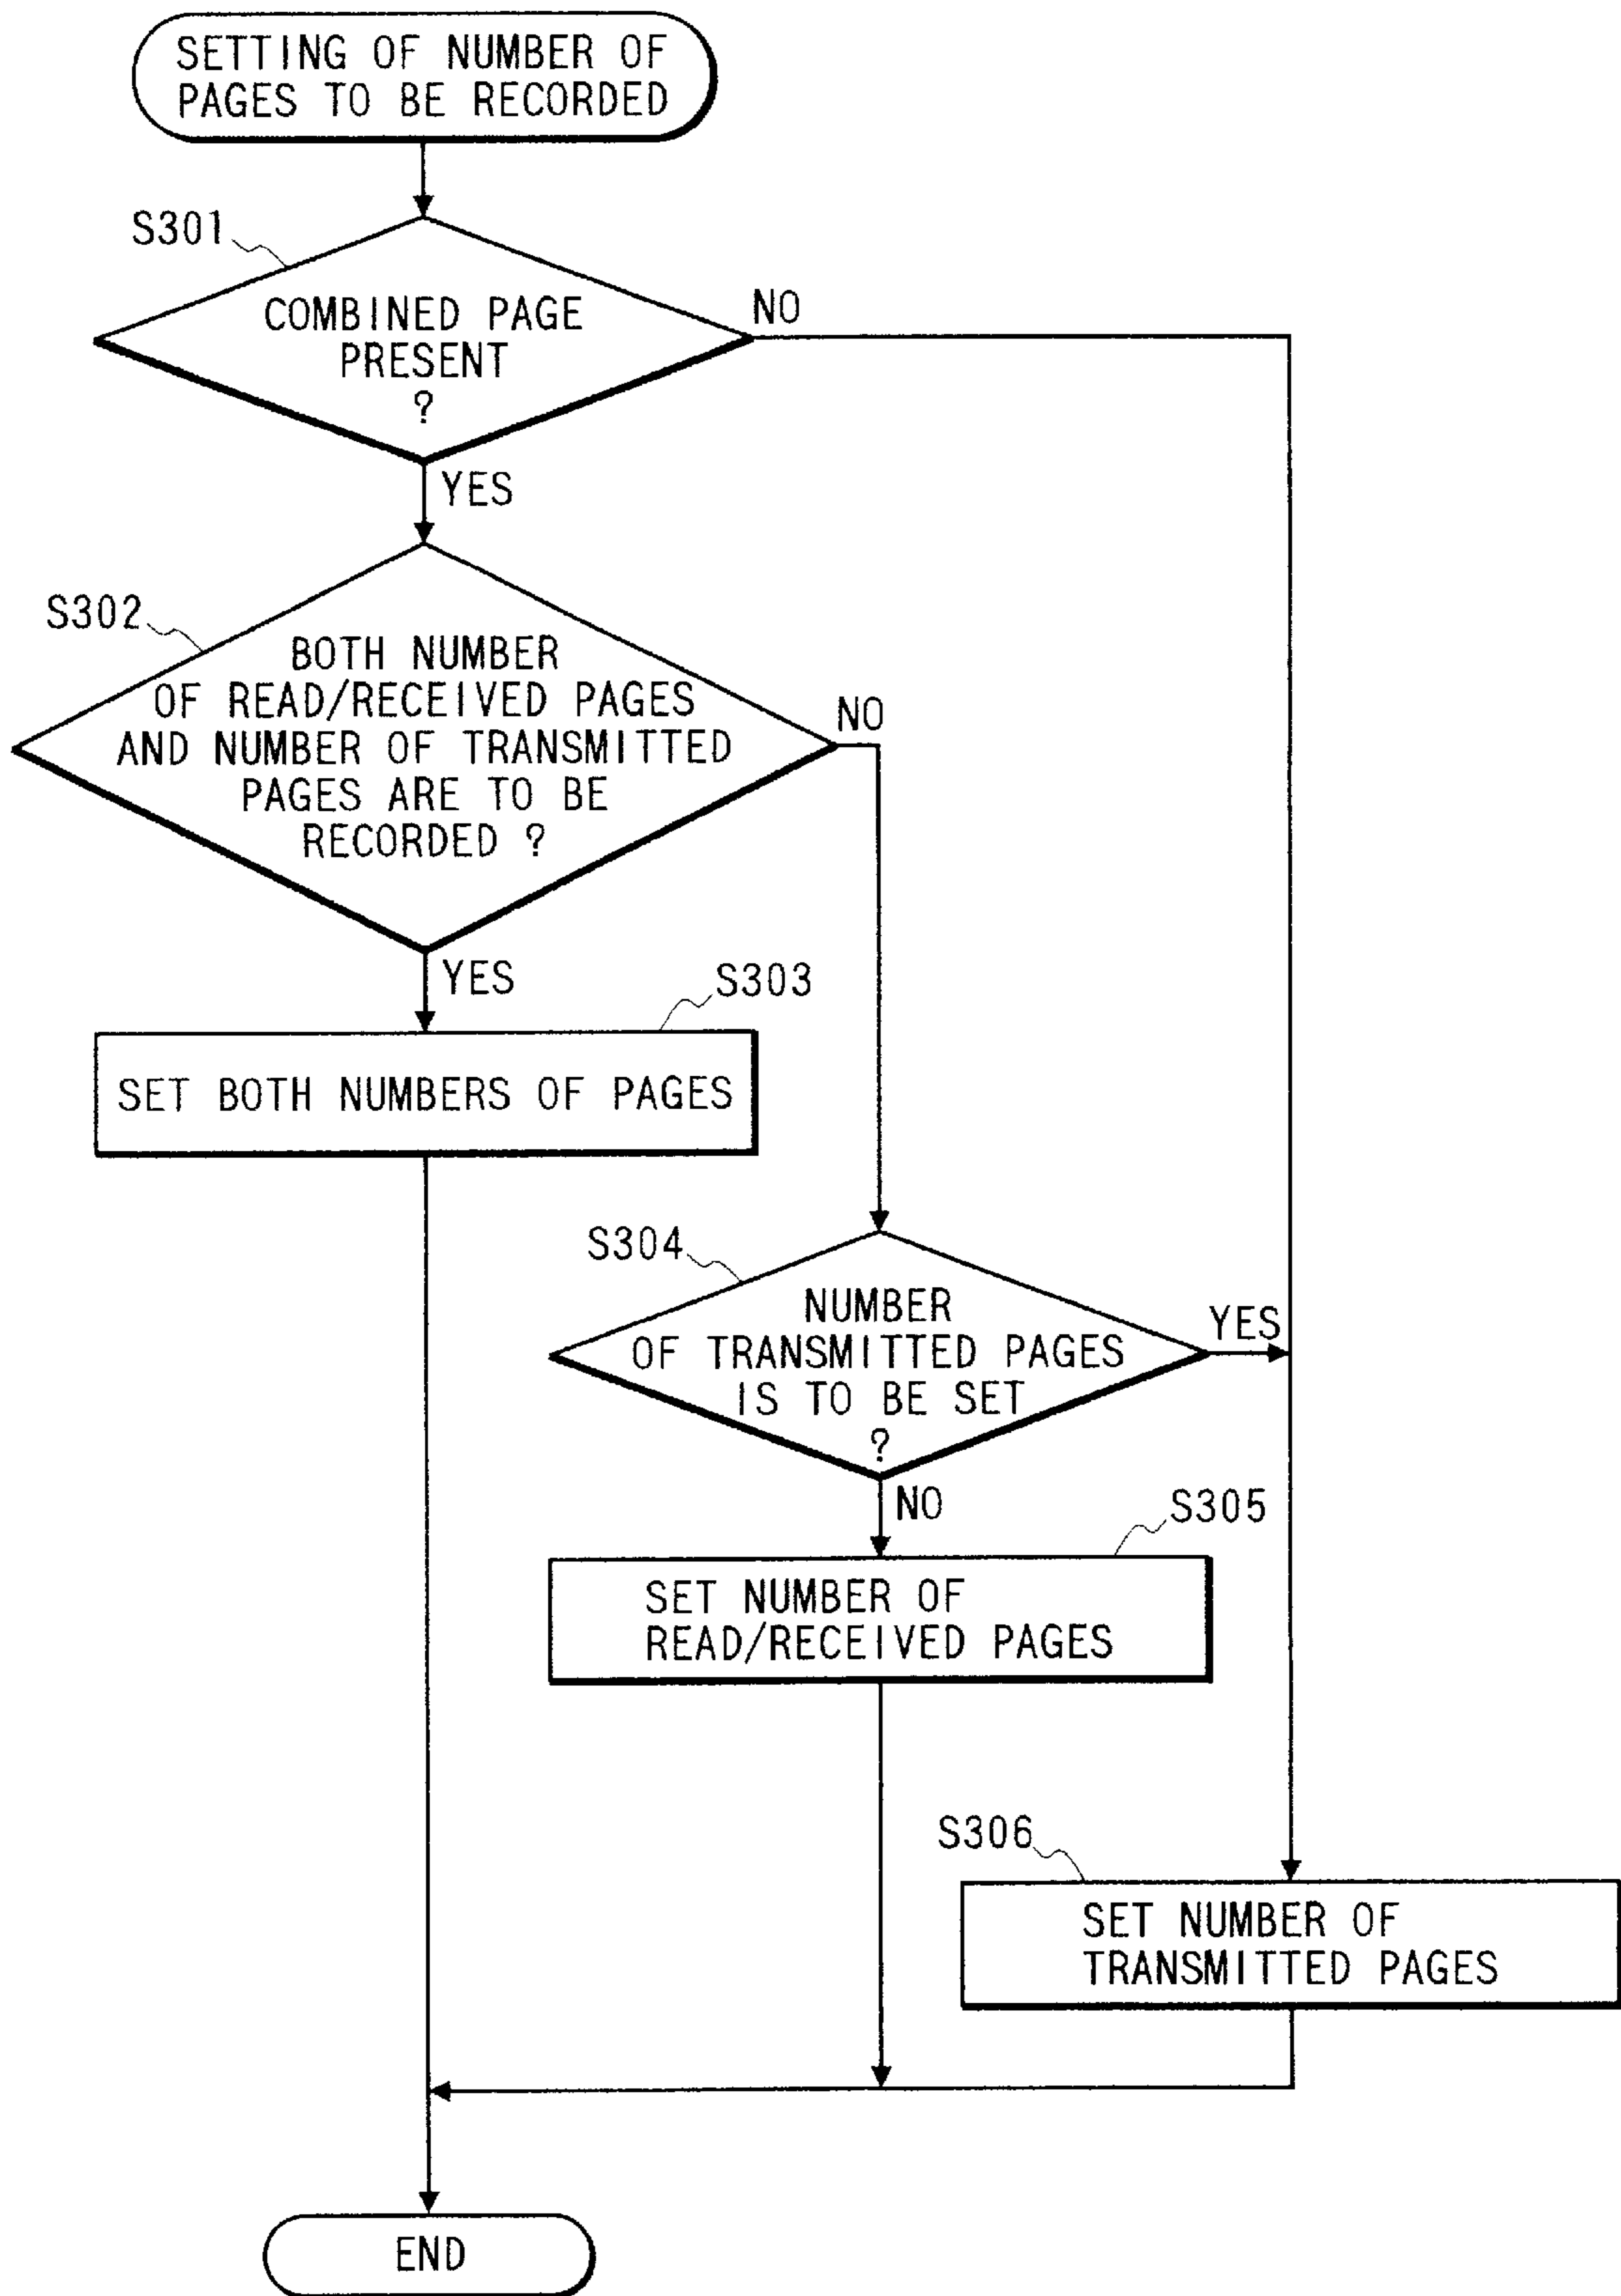 SETTING OF NUMBER OF
PAGES TO BE RECORDED
S301
COMBINED PAGE
PRESENT
?
NO
YES
S302
BOTH NUMBER
OF READ/RECEIVED PAGES
AND NUMBER OF TRANSMITTED
PAGES ARE TO BE
RECORDED ?
NO
YES
S303
SET BOTH NUMBERS OF PAGES
S304
NUMBER
OF TRANSMITTED PAGES
IS TO BE SET
?
YES
NO
S305
SET NUMBER OF
READ/RECEIVED PAGES
S306
SET NUMBER OF
TRANSMITTED PAGES
END